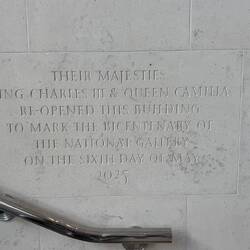 THEIR MAJESTIES
ING CHARLES III & QUEEN CAMILLA
RE-OPENED THIS BUILDING
TO MARK THE BICENTENARY OF
THE NATIONAL GALLERY
ON THE SIXTH DAY OF MAY
2025